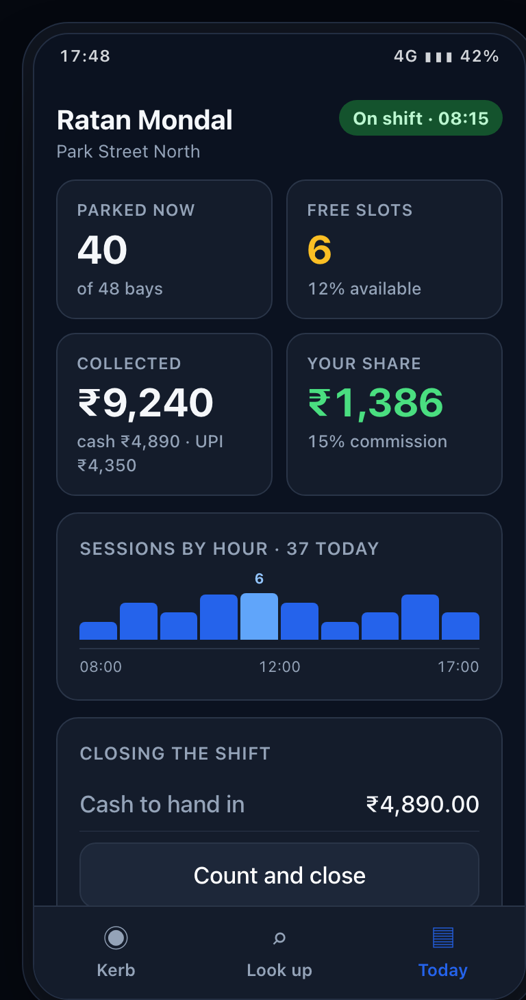 17:48
4G ▮▮▮ 42%
Ratan Mondal
On shift · 08:15
Park Street North
PARKED NOW
40
of 48 bays
FREE SLOTS
6
12% available
COLLECTED
₹9,240
cash ₹4,890 · UPI
₹4,350
YOUR SHARE
₹1,386
15% commission
SESSIONS BY HOUR · 37 TODAY
6
08:00
12:00
17:00
CLOSING THE SHIFT
Cash to hand in
₹4,890.00
Count and close
Kerb
Look up
Today